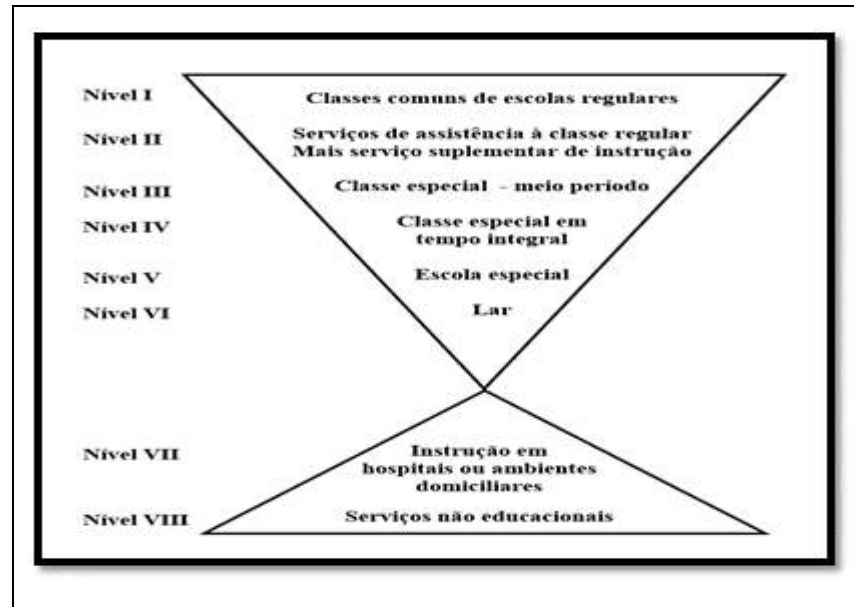 Nível I Classes comuns de escolas regulares
Nível II Serviços de assistência à classe regular
Mais serviço suplementar de instrução
Nível III Classe especial - meio período
Nível IV Classe especial em
tempo integral
Nível V Escola especial
Nível VI Lar
Nível VII Instrução em
hospitais ou ambientes
domiciliares
Nível VIII Serviços não educacionais